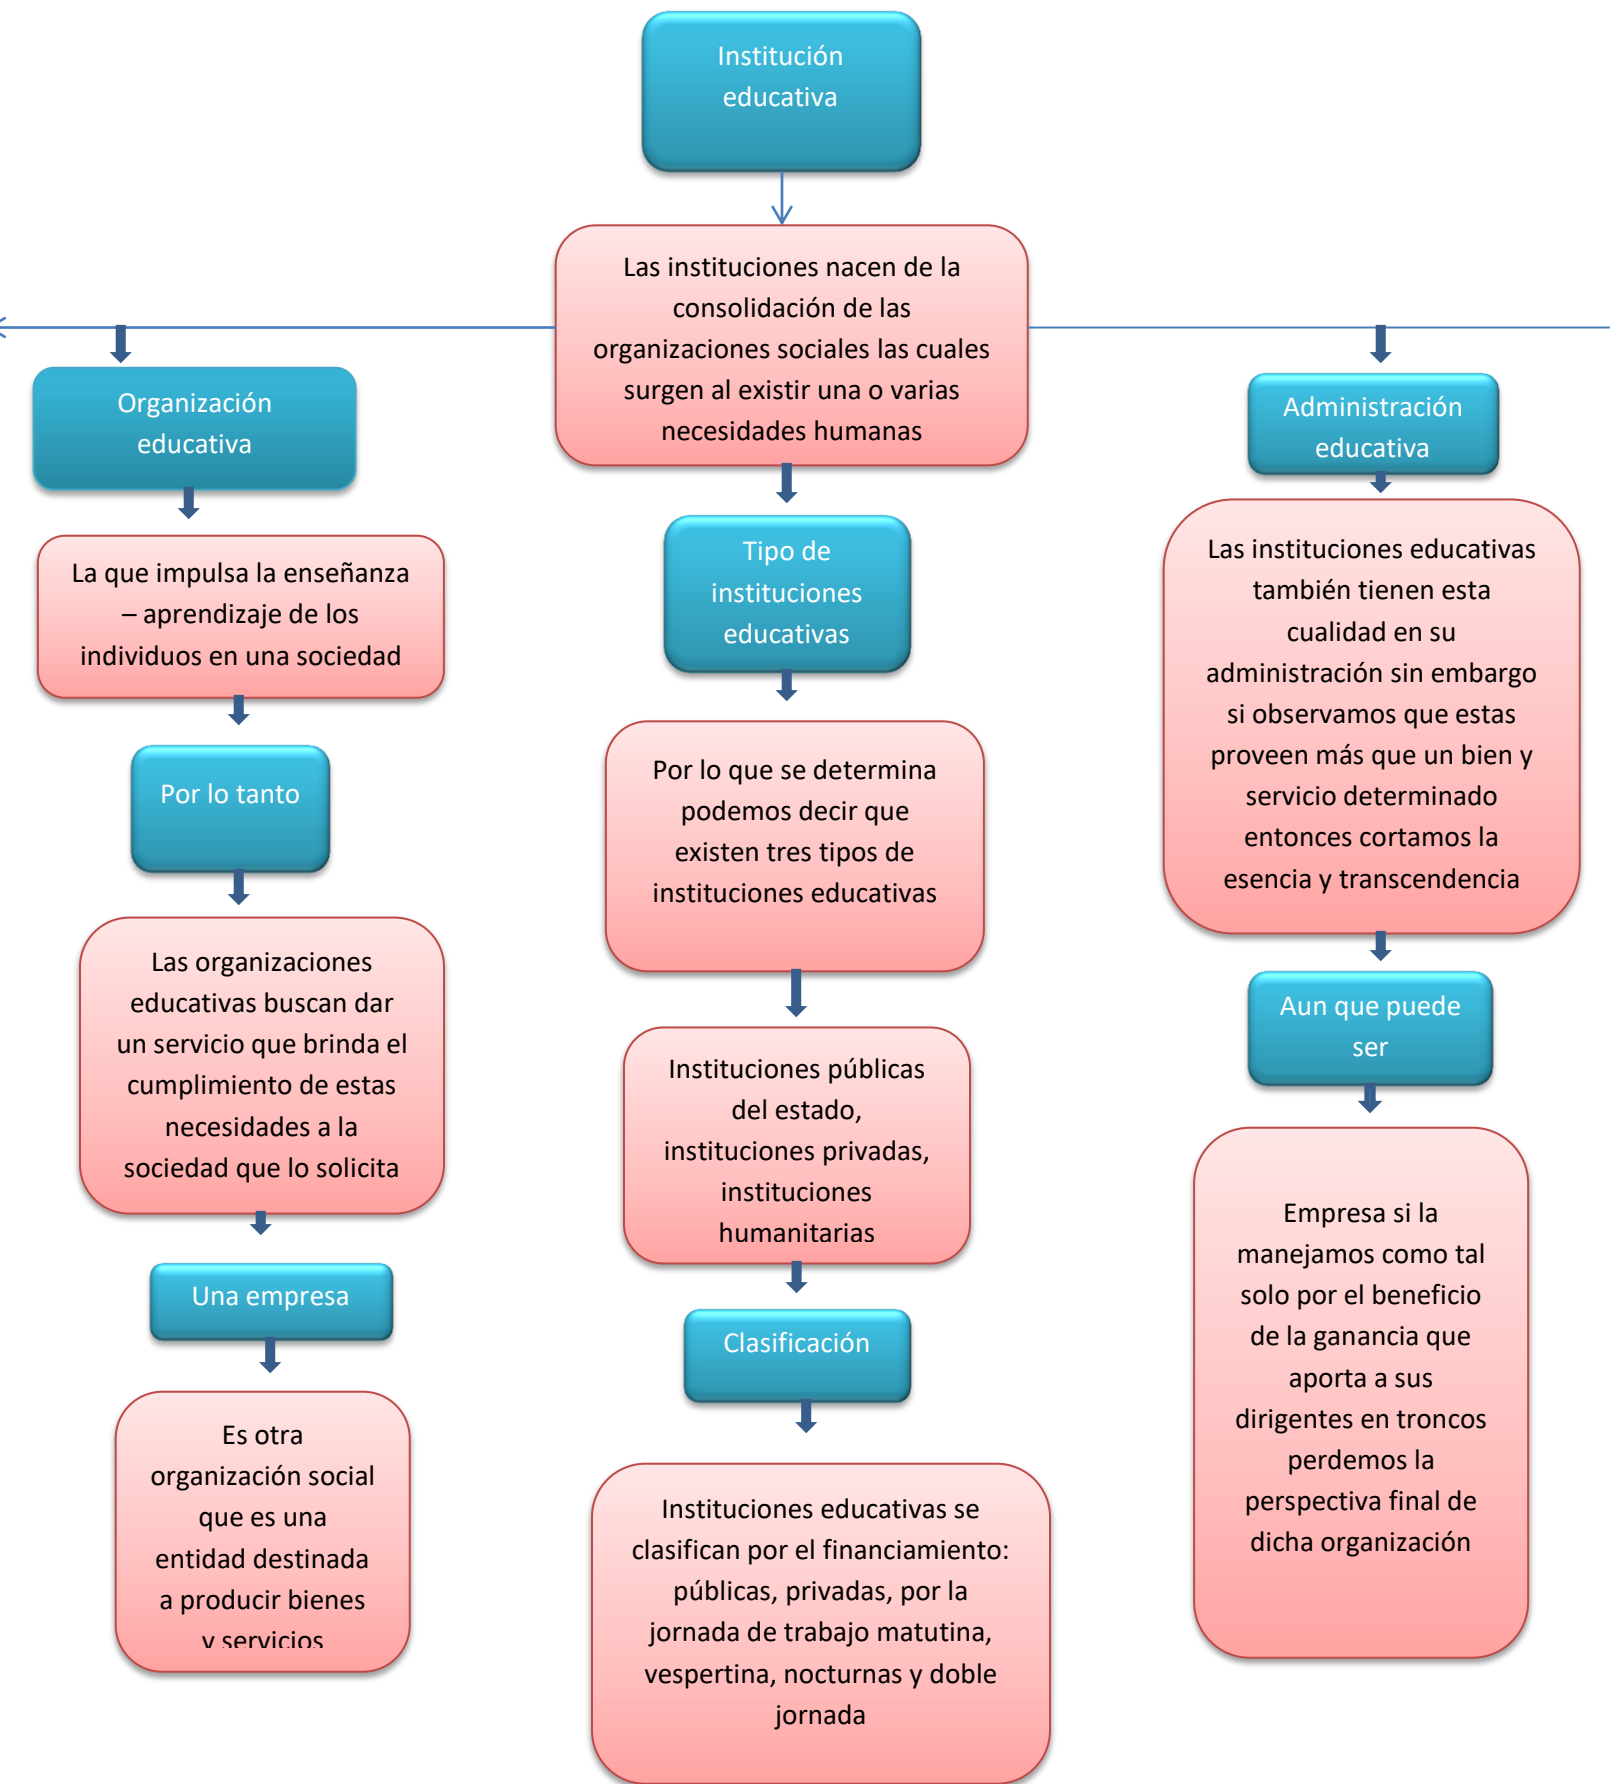 Institución
educativa
Las instituciones nacen de la
consolidación de las
organizaciones sociales las cuales
surgen al existir una o varias
necesidades humanas
Organización
educativa
La que impulsa la enseñanza
– aprendizaje de los
individuos en una sociedad
Por lo tanto
Las organizaciones
educativas buscan dar
un servicio que brinda el
cumplimiento de estas
necesidades a la
sociedad que lo solicita
Una empresa
Es otra
organización social
que es una
entidad destinada
a producir bienes
y servicios
Tipo de
instituciones
educativas
Por lo que se determina
podemos decir que
existen tres tipos de
instituciones educativas
Instituciones públicas
del estado,
instituciones privadas,
instituciones
humanitarias
Clasificación
Instituciones educativas se
clasifican por el financiamiento:
públicas, privadas, por la
jornada de trabajo matutina,
vespertina, nocturnas y doble
jornada
Administración
educativa
Las instituciones educativas
también tienen esta
cualidad en su
administración sin embargo
si observamos que estas
proveen más que un bien y
servicio determinado
entonces cortamos la
esencia y transcendencia
Aun que puede
ser
Empresa si la
manejamos como tal
solo por el beneficio
de la ganancia que
aporta a sus
dirigentes en troncos
perdemos la
perspectiva final de
dicha organización